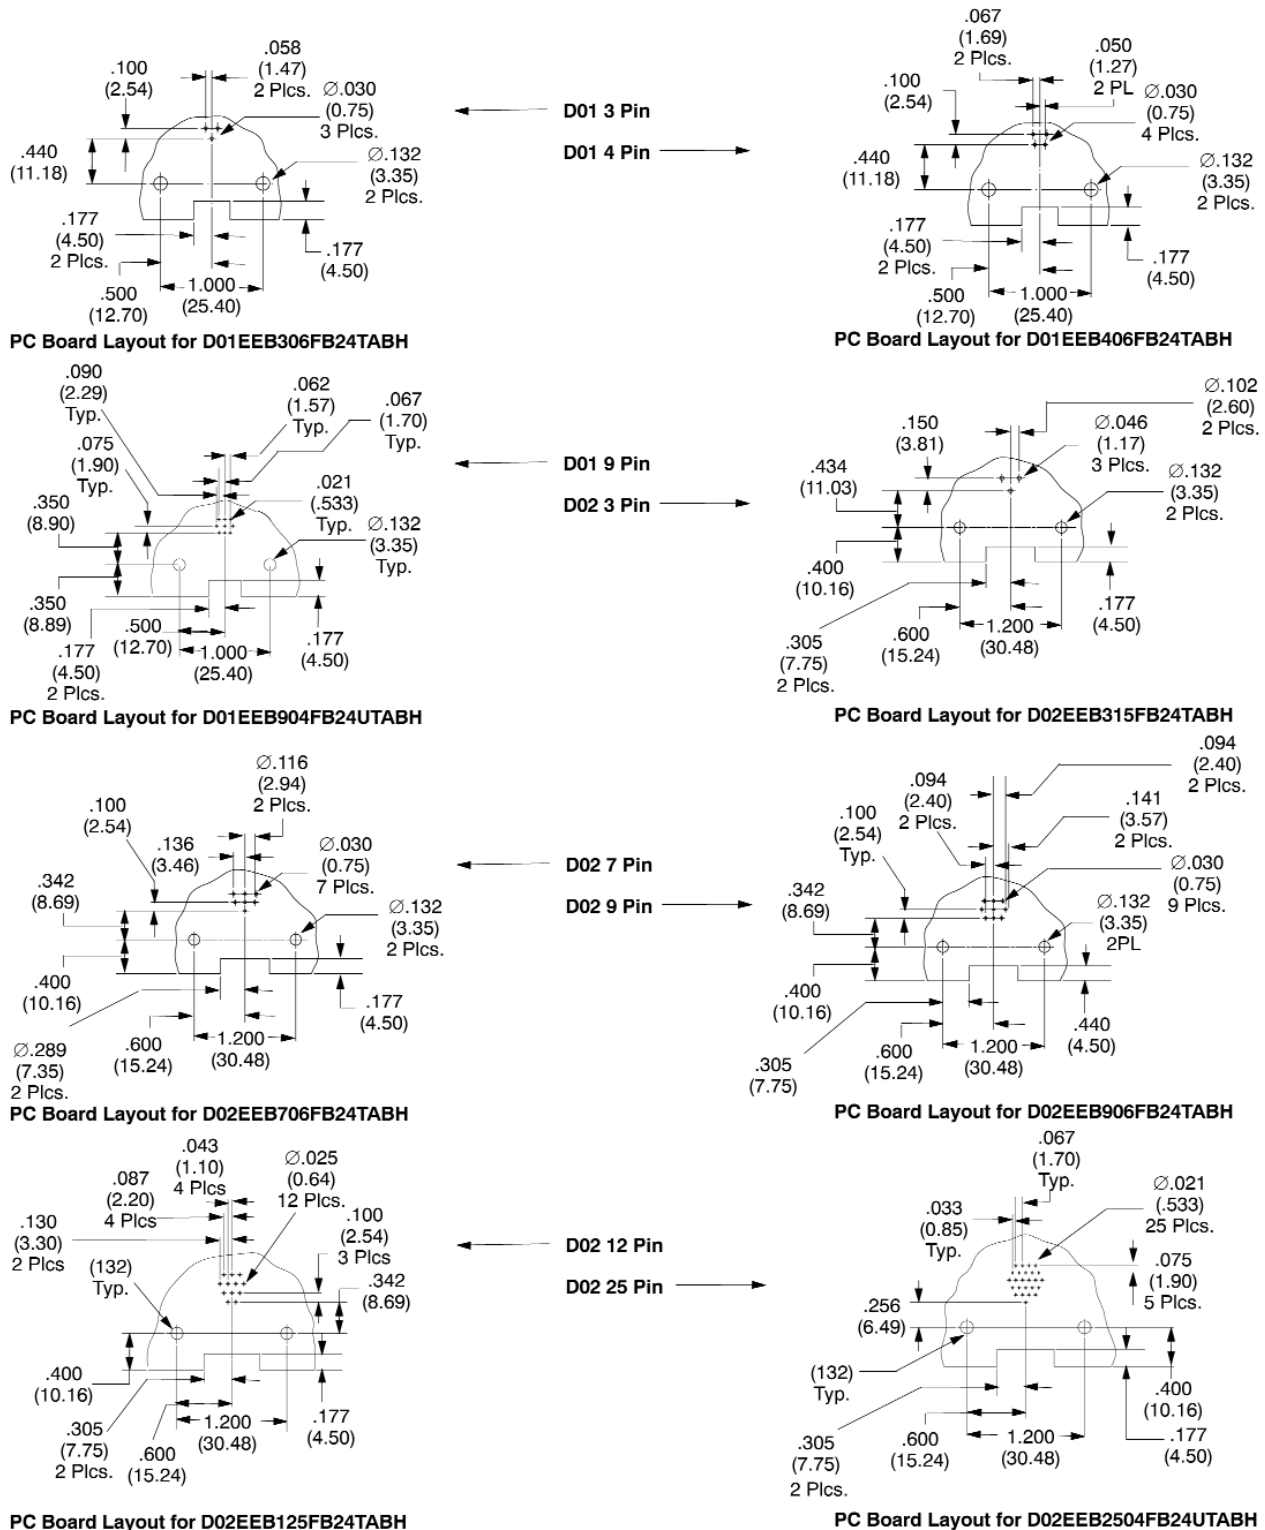 .058
(1.47)
2 Plcs.
.100
(2.54)
∅.030
(0.75)
3 Plcs.
.440
(11.18)
∅.132
(3.35)
2 Plcs.
.177
(4.50)
2 Plcs.
.177
(4.50)
.500
(12.70)
1.000
(25.40)
PC Board Layout for D01EEB306FB24TABH
D01 3 Pin
D01 4 Pin
.067
(1.69)
2 Plcs.
.050
(1.27)
2 PL
.100
(2.54)
∅.030
(0.75)
4 Plcs.
.440
(11.18)
∅.132
(3.35)
2 Plcs.
.177
(4.50)
2 Plcs.
.177
(4.50)
.500
(12.70)
1.000
(25.40)
PC Board Layout for D01EEB406FB24TABH
.090
(2.29)
Typ.
.062
(1.57)
Typ.
.067
(1.70)
Typ.
.075
(1.90)
Typ.
.021
(.533)
Typ.
.350
(8.90)
∅.132
(3.35)
Typ.
.350
(8.89)
.500
(12.70)
.177
(4.50)
2 Plcs.
1.000
(25.40)
.177
(4.50)
PC Board Layout for D01EEB904FB24UTABH
D01 9 Pin
D02 3 Pin
∅.102
(2.60)
2 Plcs.
.150
(3.81)
∅.046
(1.17)
3 Plcs.
.434
(11.03)
∅.132
(3.35)
2 Plcs.
.400
(10.16)
.177
(4.50)
.305
(7.75)
2 Plcs.
.600
(15.24)
1.200
(30.48)
PC Board Layout for D02EEB315FB24TABH
∅.116
(2.94)
2 Plcs.
.100
(2.54)
.136
(3.46)
∅.030
(0.75)
7 Plcs.
.342
(8.69)
∅.132
(3.35)
2 Plcs.
.400
(10.16)
.177
(4.50)
∅.289
(7.35)
2 Plcs.
.600
(15.24)
1.200
(30.48)
PC Board Layout for D02EEB706FB24TABH
D02 7 Pin
D02 9 Pin
.094
(2.40)
2 Plcs.
.094
(2.40)
2 Plcs.
.100
(2.54)
Typ.
.141
(3.57)
2 Plcs.
∅.030
(0.75)
9 Plcs.
.342
(8.69)
∅.132
(3.35)
2PL
.400
(10.16)
.440
(4.50)
.305
(7.75)
.600
(15.24)
1.200
(30.48)
PC Board Layout for D02EEB906FB24TABH
.043
(1.10)
4 Plcs
∅.025
(0.64)
12 Plcs.
.087
(2.20)
4 Plcs
.130
(3.30)
2 Plcs
.100
(2.54)
3 Plcs
(132)
Typ.
.342
(8.69)
.400
(10.16)
.305
(7.75)
2 Plcs.
.600
(15.24)
1.200
(30.48)
.177
(4.50)
PC Board Layout for D02EEB125FB24TABH
D02 12 Pin
D02 25 Pin
.067
(1.70)
Typ.
.033
(0.85)
Typ.
∅.021
(.533)
25 Plcs.
.075
(1.90)
5 Plcs.
.256
(6.49)
(132)
Typ.
.400
(10.16)
.305
(7.75)
2 Plcs.
.600
(15.24)
1.200
(30.48)
.177
(4.50)
PC Board Layout for D02EEB2504FB24UTABH